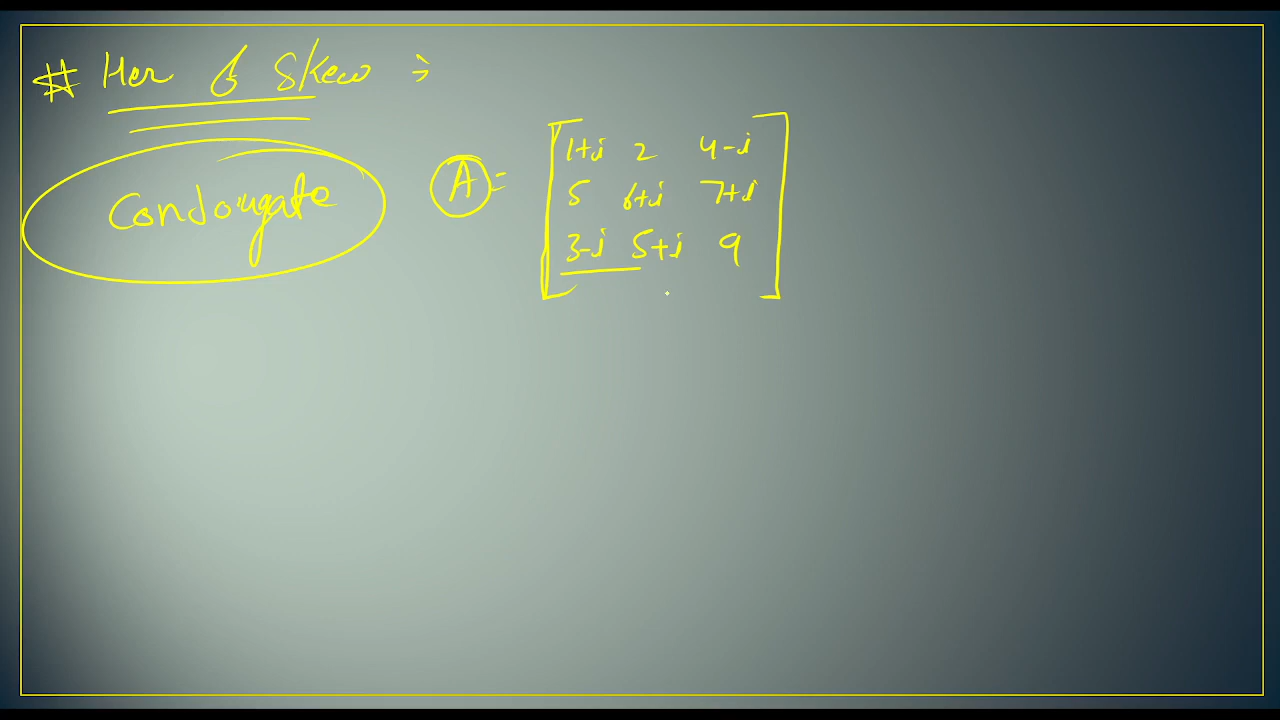 # Her & Skew :-
Condougate
A = [ 1+i 2 4-i
5 6+i 7+i
3-i 5+i 9 ]